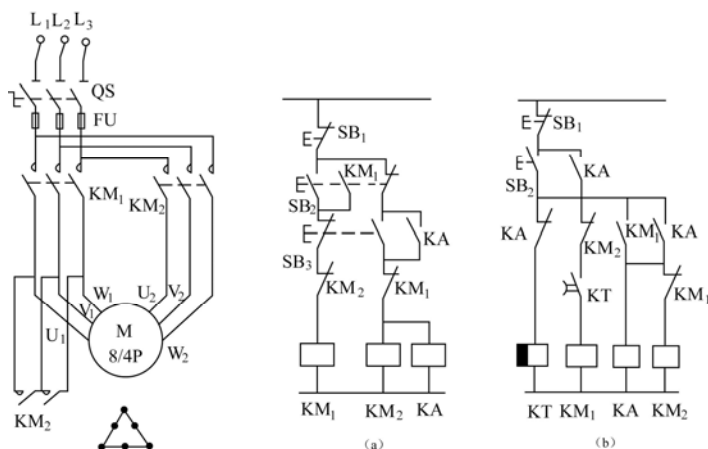 L1 L2 L3
QS
FU
KM1
KM2
W1 U2 V2
V1
U1
M
8/4P
W2
KM2
SB1
KM1
SB2
KA
SB3
KM2
KM1
KM1 KM2 KA
(a)
SB1
KA
SB2
KA
KM2
KM1
KA
KT
KM1
KT KM1 KA KM2
(b)